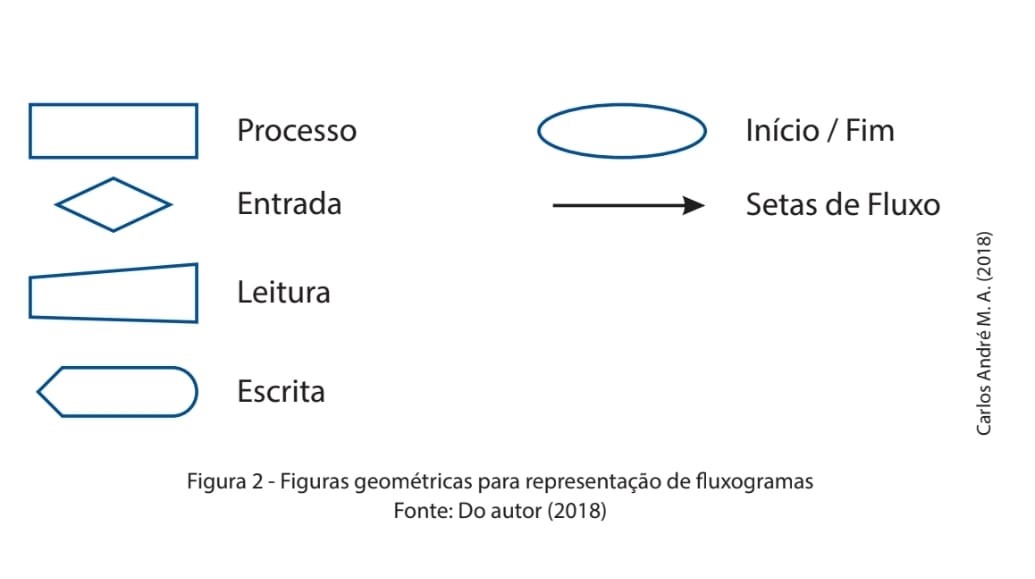 Processo
Início / Fim
Entrada
Setas de Fluxo
Leitura
Escrita
Carlos André M. A. (2018)
Figura 2 - Figuras geométricas para representação de fluxogramas
Fonte: Do autor (2018)